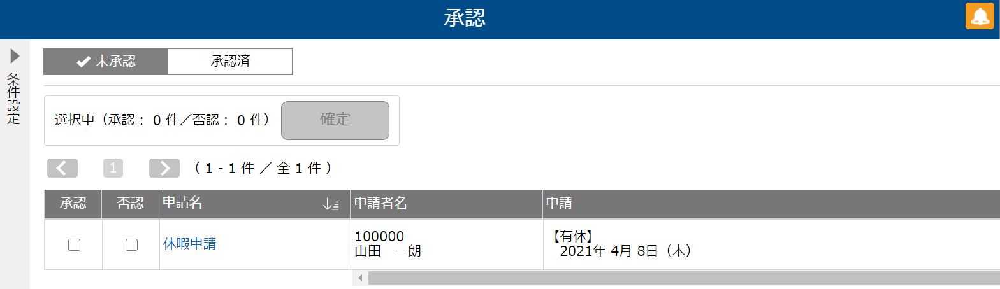 承認
条件設定
未承認 承認済
選択中（承認： 0 件／否認： 0 件） 確定
1 （ 1 - 1 件 ／ 全 1 件 ）
承認 否認 申請名 申請者名 申請
休暇申請 100000 【有休】
山田　一朗 2021年 4月 8日（木）